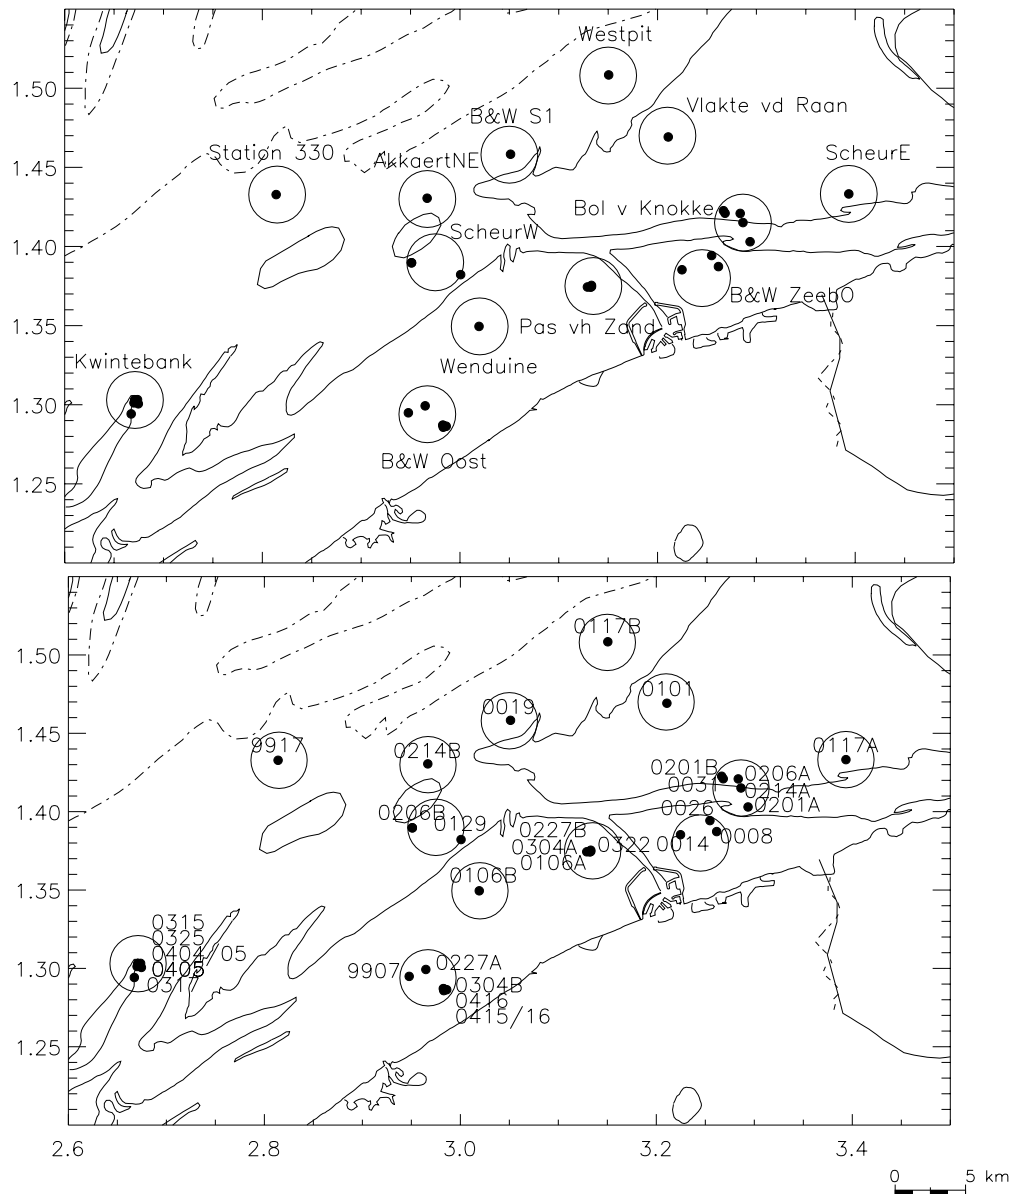 Westpit
1.50
Vlakte vd Raan
B&W S1
1.45
Station 330
AkkaertNE
ScheurE
Bol v Knokke
ScheurW
1.40
B&W ZeebO
1.35
Pas vh Zand
Kwintebank
Wenduine
1.30
B&W Oost
1.25
0117B
1.50
0101
0019
1.45
9917
0214B
0117A
0201B
0206A
0031
0214A
0201A
1.40
0206B
0129
0026
0227B
0008
0304A
0322
0014
0106A
0106B
1.35
0315
0325
0404/05
0317
1.30
9907
0227A
0304B
0416
0415/16
1.25
2.6
2.8
3.0
3.2
3.4
0
5 km